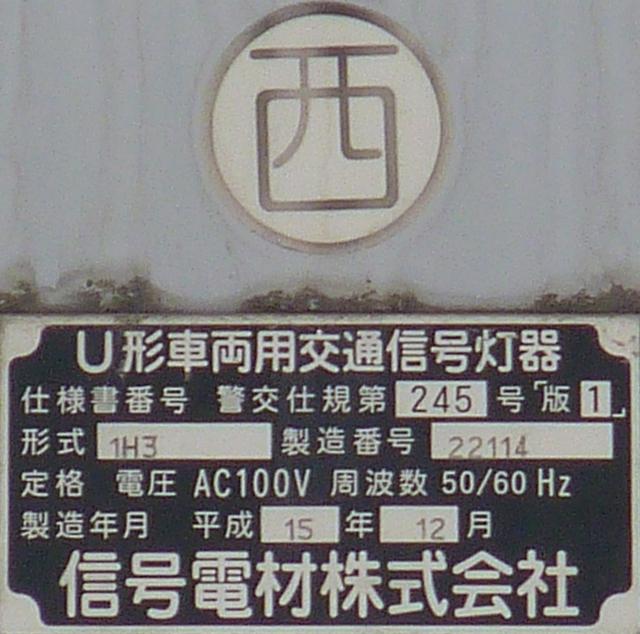 西
U形車両用交通信号灯器
仕様書番号 警交仕規第 245 号「版 1」
形式 1H3 製造番号 22114
定格 電圧 AC100V 周波数 50/60 Hz
製造年月 平成 15 年 12 月
信号電材株式会社